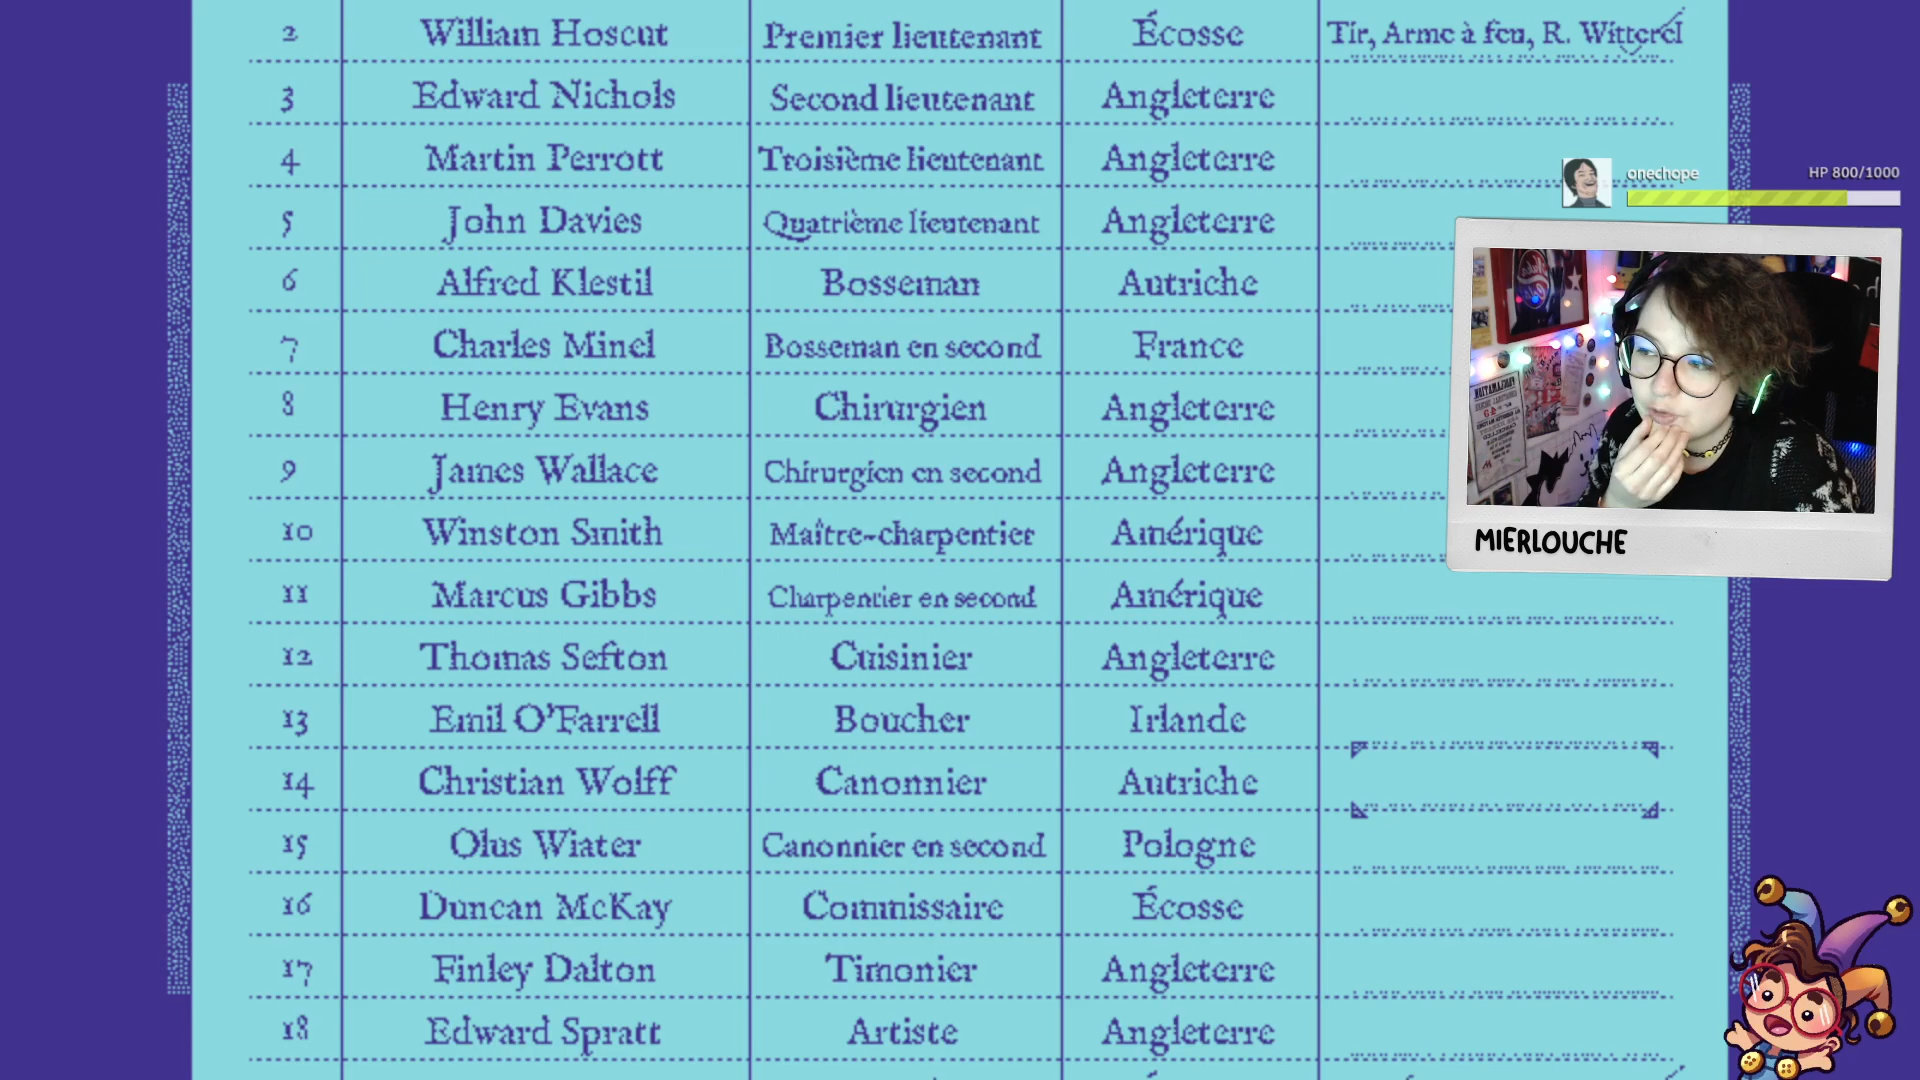 2 William Hoscut Premier lieutenant Écosse Tir, Arme à feu, R. Witterel
3 Edward Nichols Second lieutenant Angleterre
4 Martin Perrott Troisième lieutenant Angleterre
5 John Davies Quatrième lieutenant Angleterre
6 Alfred Klestil Bosseman Autriche
7 Charles Minel Bosseman en second France
8 Henry Evans Chirurgien Angleterre
9 James Wallace Chirurgien en second Angleterre
10 Winston Smith Maître-charpentier Amérique
11 Marcus Gibbs Charpentier en second Amérique
12 Thomas Sefton Cuisinier Angleterre
13 Emil O'Farrell Boucher Irlande
14 Christian Wolff Canonnier Autriche
15 Olus Wiater Canonnier en second Pologne
16 Duncan McKay Commissaire Écosse
17 Finley Dalton Timonier Angleterre
18 Edward Spratt Artiste Angleterre
onechope HP 800/1000
MIERLOUCHE